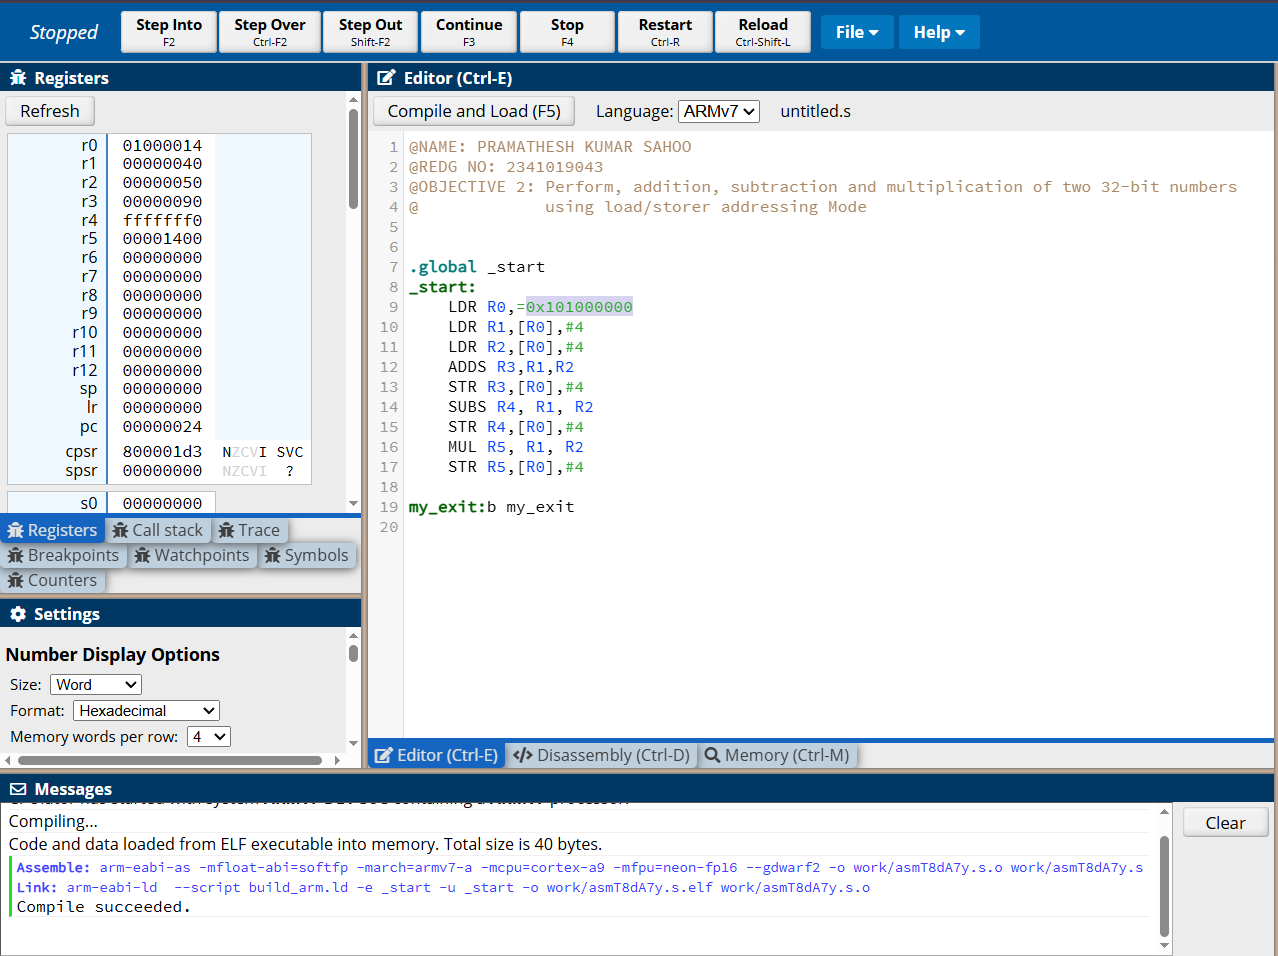 Stopped
Step Into
F2
Step Over
Ctrl-F2
Step Out
Shift-F2
Continue
F3
Stop
F4
Restart
Ctrl-R
Reload
Ctrl-Shift-L
File
Help
Registers
Refresh
r0 01000014
r1 00000040
r2 00000050
r3 00000090
r4 fffffff0
r5 00001400
r6 00000000
r7 00000000
r8 00000000
r9 00000000
r10 00000000
r11 00000000
r12 00000000
sp 00000000
lr 00000000
pc 00000024
cpsr 800001d3 NZCVI SVC
spsr 00000000 NZCVI ?
s0 00000000
Registers Call stack Trace
Breakpoints Watchpoints Symbols
Counters
Settings
Number Display Options
Size: Word
Format: Hexadecimal
Memory words per row: 4
Editor (Ctrl-E)
Compile and Load (F5) Language: ARMv7 untitled.s
1 @NAME: PRAMATHESH KUMAR SAHOO
2 @REDG NO: 2341019043
3 @OBJECTIVE 2: Perform, addition, subtraction and multiplication of two 32-bit numbers
4 @ using load/storer addressing Mode
5
6
7 .global _start
8 _start:
9 LDR R0,=0x101000000
10 LDR R1,[R0],#4
11 LDR R2,[R0],#4
12 ADDS R3,R1,R2
13 STR R3,[R0],#4
14 SUBS R4, R1, R2
15 STR R4,[R0],#4
16 MUL R5, R1, R2
17 STR R5,[R0],#4
18
19 my_exit:b my_exit
20
Editor (Ctrl-E) Disassembly (Ctrl-D) Memory (Ctrl-M)
Messages
Compiling...
Code and data loaded from ELF executable into memory. Total size is 40 bytes.
Assemble: arm-eabi-as -mfloat-abi=softfp -march=armv7-a -mcpu=cortex-a9 -mfpu=neon-fp16 --gdwarf2 -o work/asmT8dA7y.s.o work/asmT8dA7y.s
Link: arm-eabi-ld --script build_arm.ld -e _start -u _start -o work/asmT8dA7y.s.elf work/asmT8dA7y.s.o
Compile succeeded.
Clear